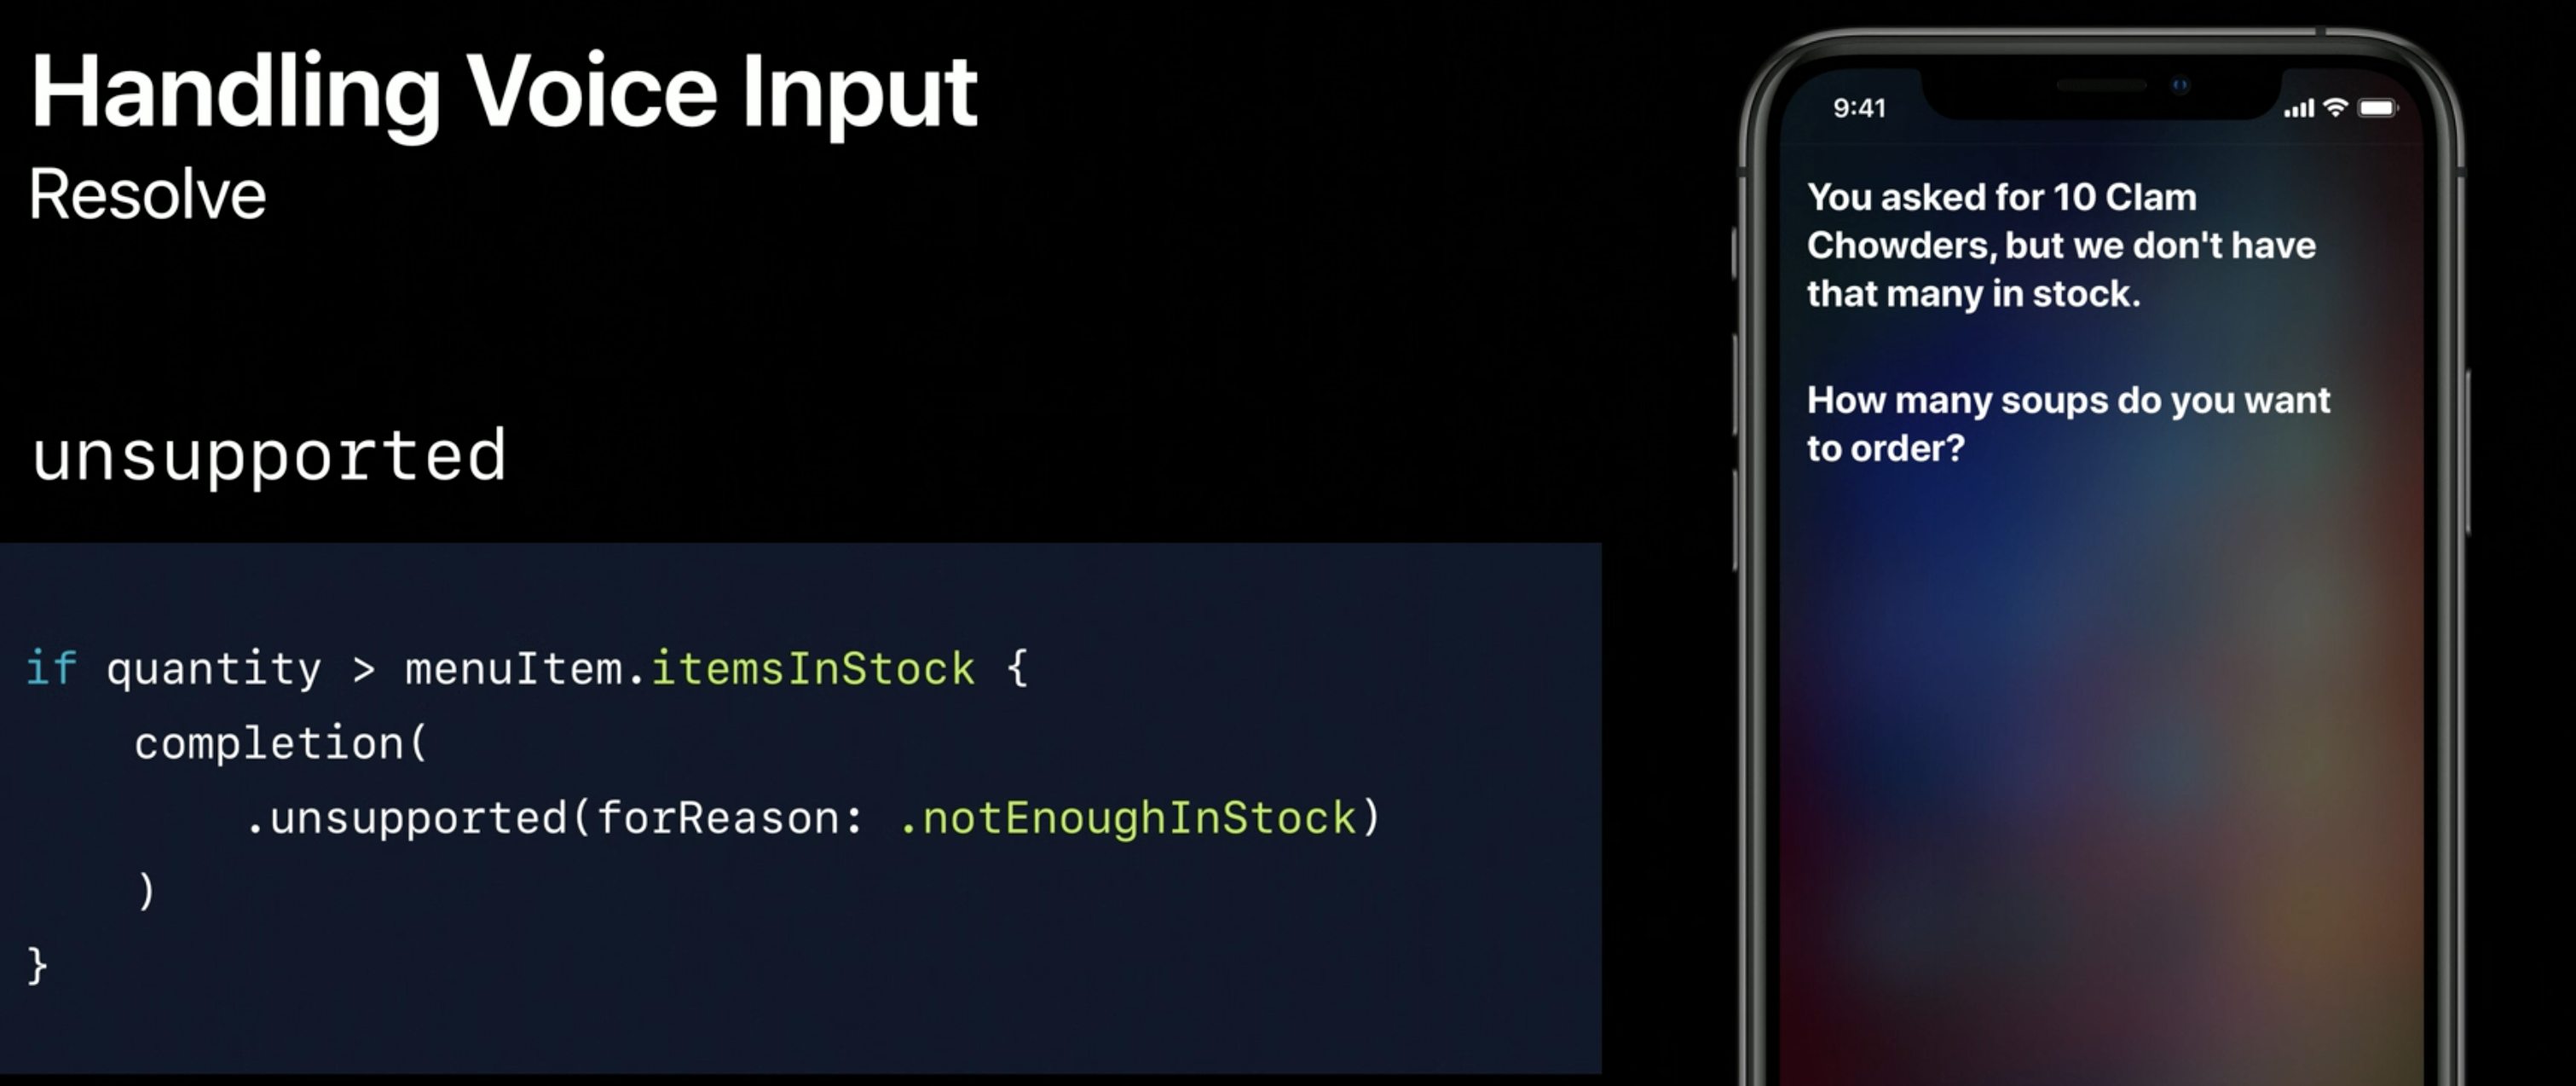 Handling Voice Input
Resolve
unsupported
if quantity > menuItem.itemsInStock {
    completion(
        .unsupported(forReason: .notEnoughInStock)
    )
}
9:41
You asked for 10 Clam
Chowders, but we don't have
that many in stock.
How many soups do you want
to order?